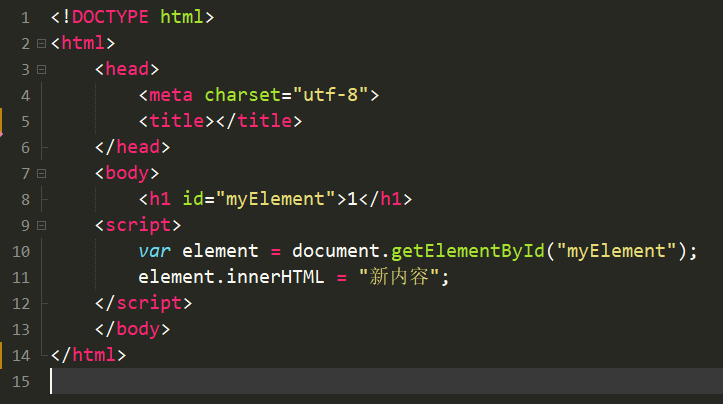 1 <!DOCTYPE html>
2 <html>
3     <head>
4         <meta charset="utf-8">
5         <title></title>
6     </head>
7     <body>
8         <h1 id="myElement">1</h1>
9     <script>
10         var element = document.getElementById("myElement");
11         element.innerHTML = "新内容";
12     </script>
13     </body>
14 </html>
15